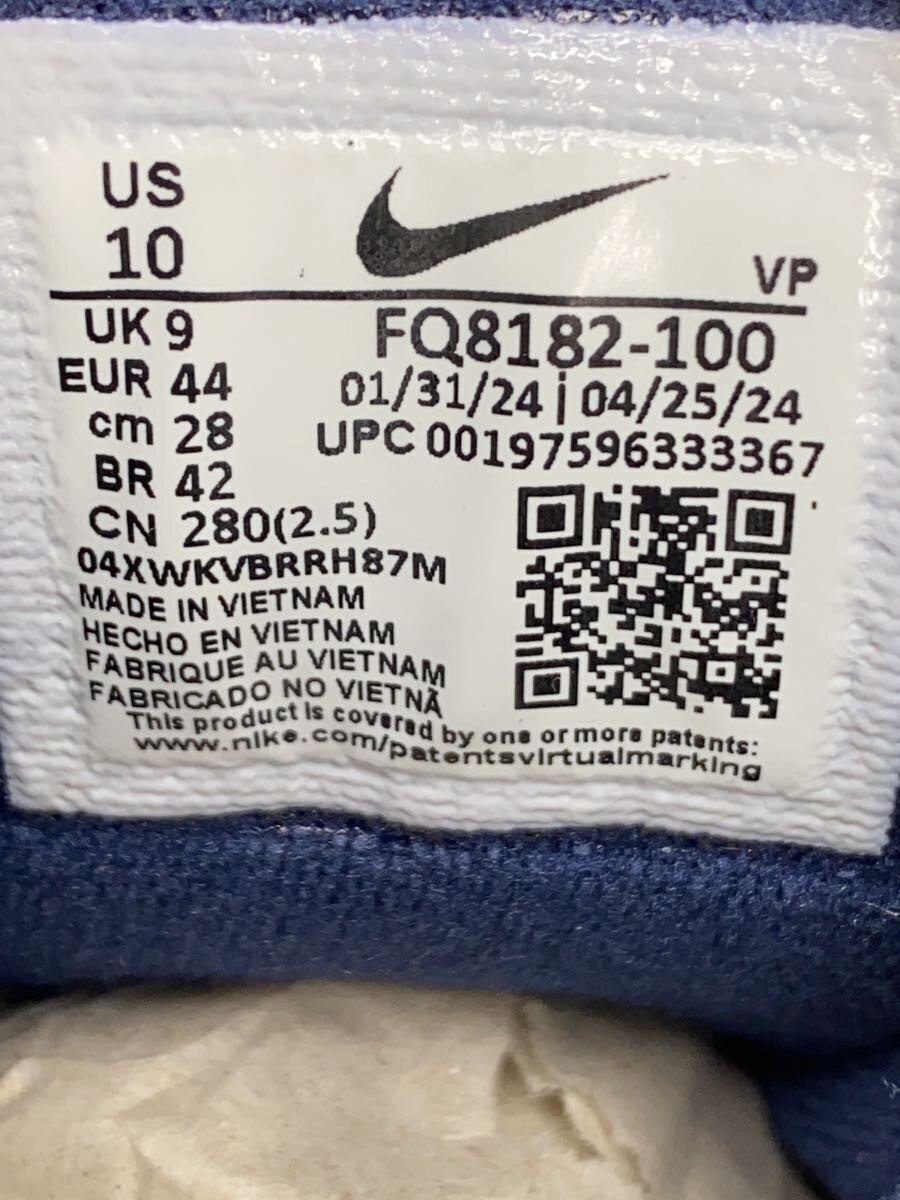 US
10
VP
UK 9
EUR 44
cm 28
BR 42
CN 280(2.5)
FQ8182-100
01/31/24 | 04/25/24
UPC 00197596333367
04XWKVBRRH87M
MADE IN VIETNAM
HECHO EN VIETNAM
FABRIQUE AU VIETNAM
FABRICADO NO VIETNÃ
This product is covered by one or more patents:
www.nike.com/patentsvirtualmarking